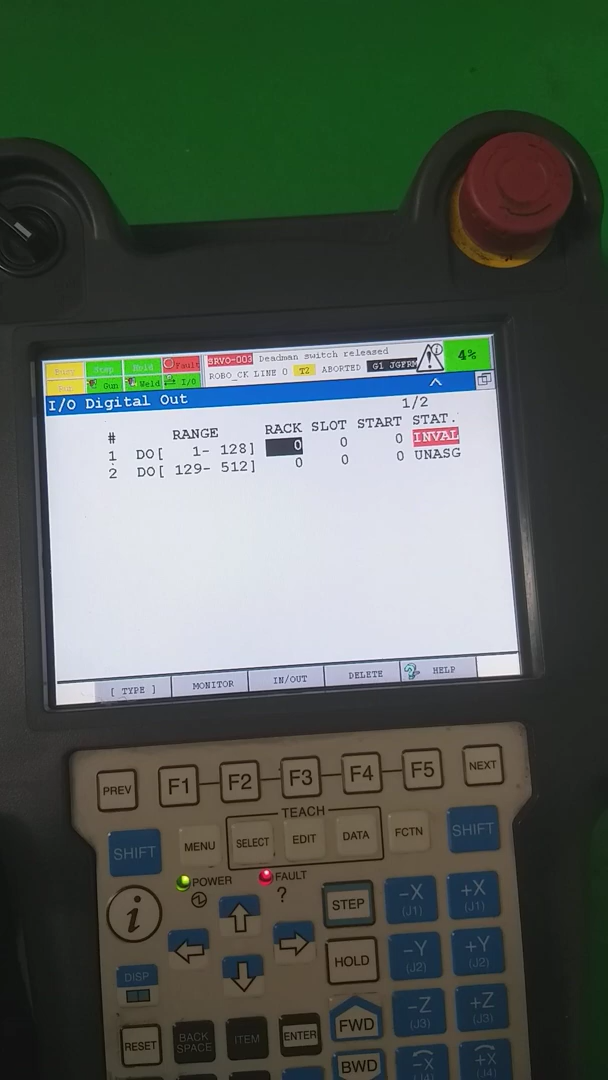 Busy Step Hold Fault
Run Gun Weld I/O
SRVO-003 Deadman switch released
ROBO_CK LINE 0 T2 ABORTED G1 JGFRM
4%
I/O Digital Out
1/2
# RANGE RACK SLOT START STAT.
1 DO[ 1- 128] 0 0 0 INVAL
2 DO[ 129- 512] 0 0 0 UNASG
[ TYPE ] MONITOR IN/OUT DELETE HELP
PREV F1 F2 F3 F4 F5 NEXT
TEACH
SHIFT MENU SELECT EDIT DATA FCTN SHIFT
POWER FAULT
i ? STEP -X (J1) +X (J1)
HOLD -Y (J2) +Y (J2)
DISP
-Z (J3) +Z (J3)
RESET BACK SPACE ITEM ENTER FWD
BWD -X (J4) +X (J4)